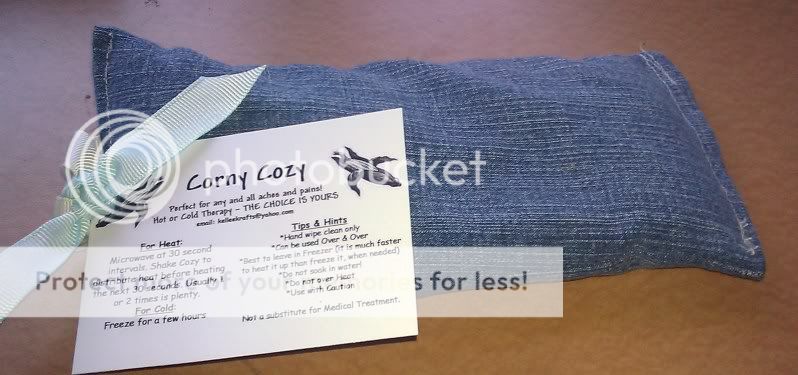 Corny Cozy
Perfect for any and all aches and pains!
Hot or Cold Therapy - THE CHOICE IS YOURS
email: kelleekrafts@yahoo.com
For Heat:
Microwave at 30 second
intervals. Shake Cozy to
distribute heat before heating
the next 30 seconds. Usually 1
or 2 times is plenty.
For Cold:
Freeze for a few hours
Tips & Hints
*Hand wipe clean only
*Can be used Over & Over
*Best to leave in Freezer (it is much faster
to heat it up than freeze it, when needed)
*Do not soak in water!
*Do not over Heat
*Use with Caution
Not a substitute for Medical Treatment.
photobucket
Protect more of your memories for less!